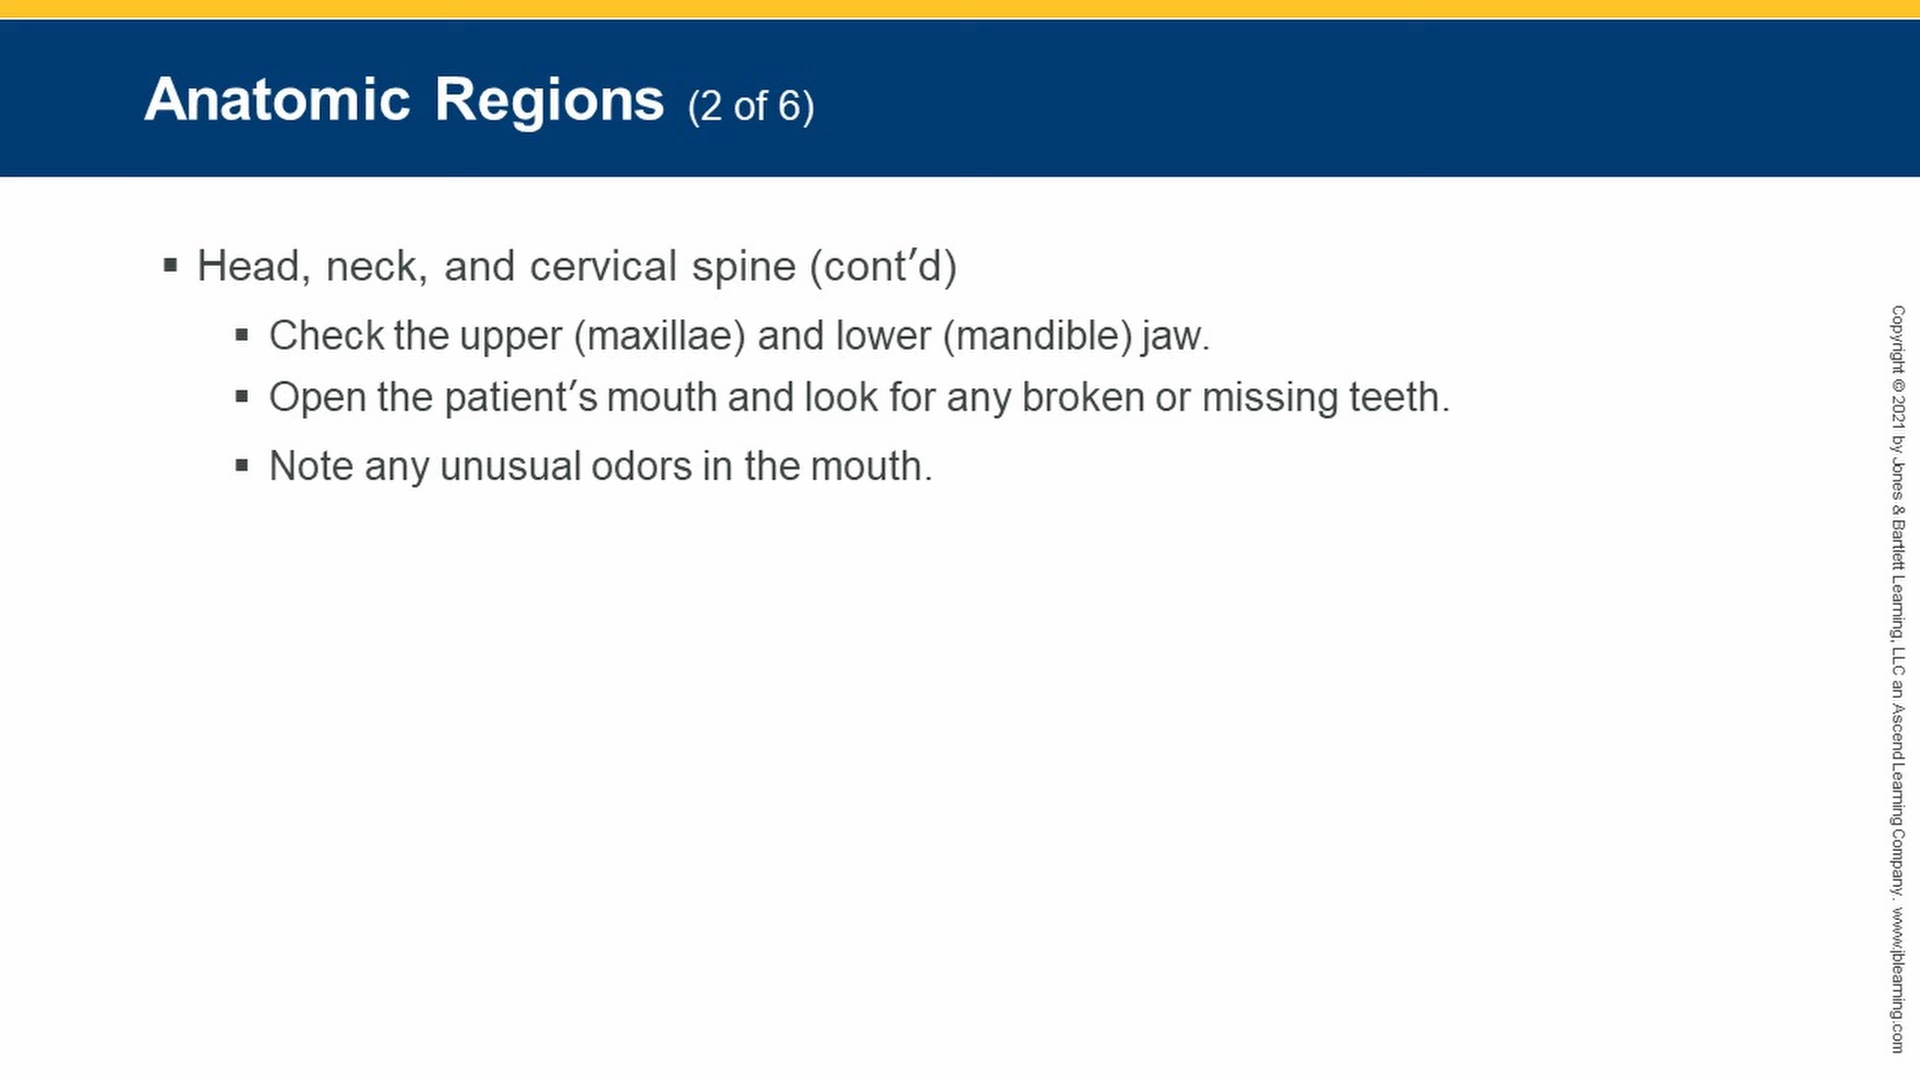 Anatomic Regions (2 of 6)
▪ Head, neck, and cervical spine (cont′d)
▪ Check the upper (maxillae) and lower (mandible) jaw.
▪ Open the patient′s mouth and look for any broken or missing teeth.
▪ Note any unusual odors in the mouth.
Copyright © 2021 by Jones & Bartlett Learning, LLC an Ascend Learning Company. www.jblearning.com